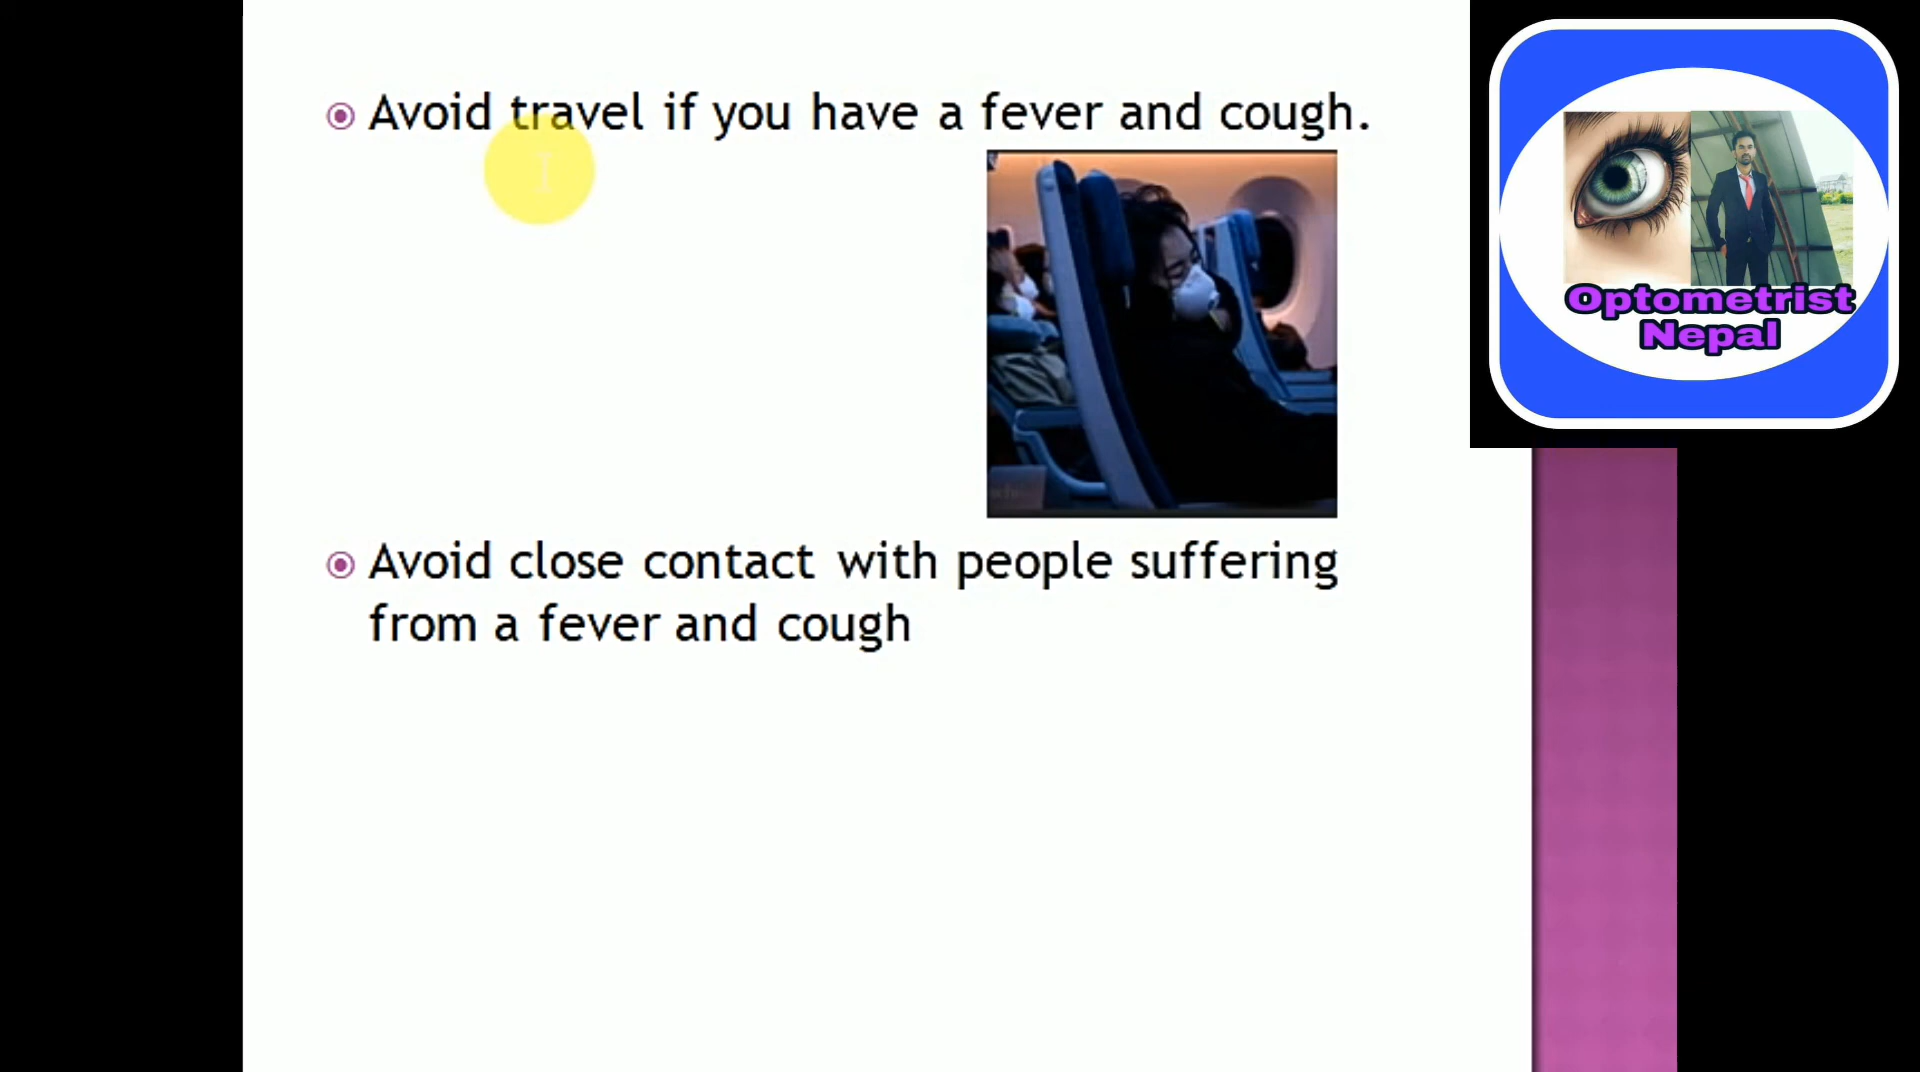 Avoid travel if you have a fever and cough.
Optometrist
Nepal
Avoid close contact with people suffering
from a fever and cough